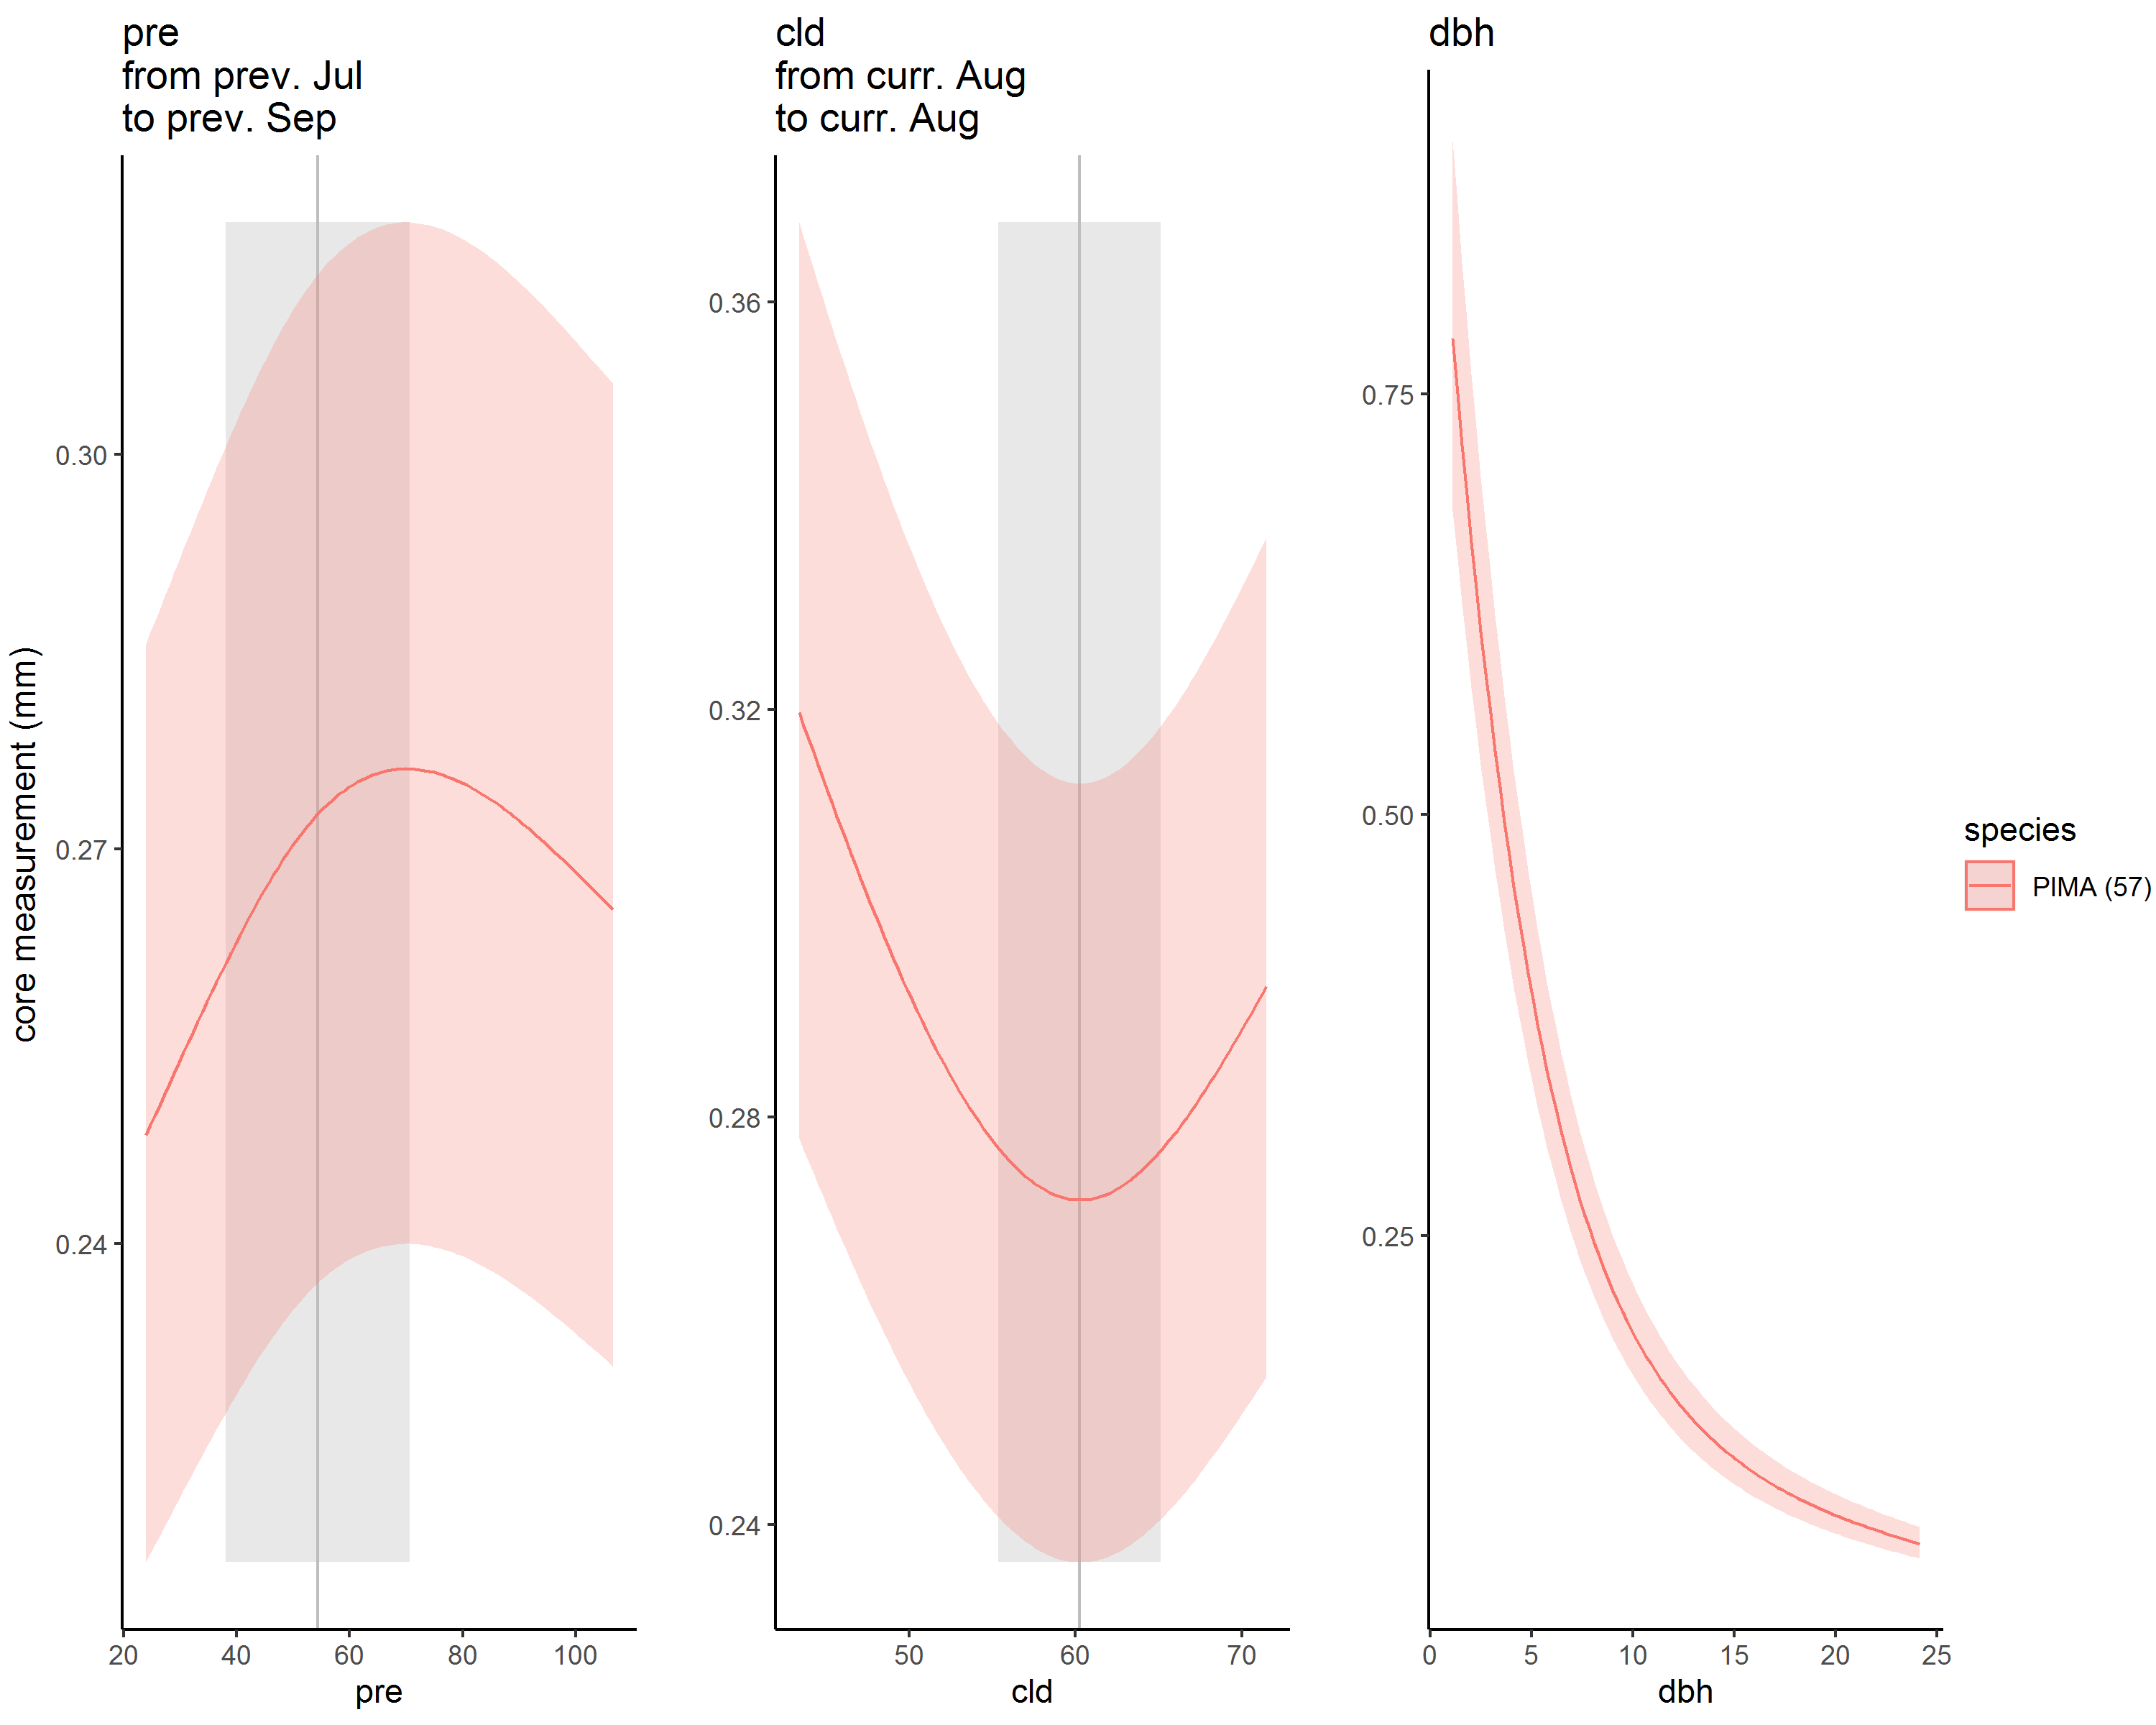 pre
from prev. Jul
to prev. Sep
cld
from curr. Aug
to curr. Aug
dbh
core measurement (mm)
0.30
0.27
0.24
20 40 60 80 100
pre
0.36
0.32
0.28
0.24
50 60 70
cld
0.75
0.50
0.25
0 5 10 15 20 25
dbh
species
PIMA (57)